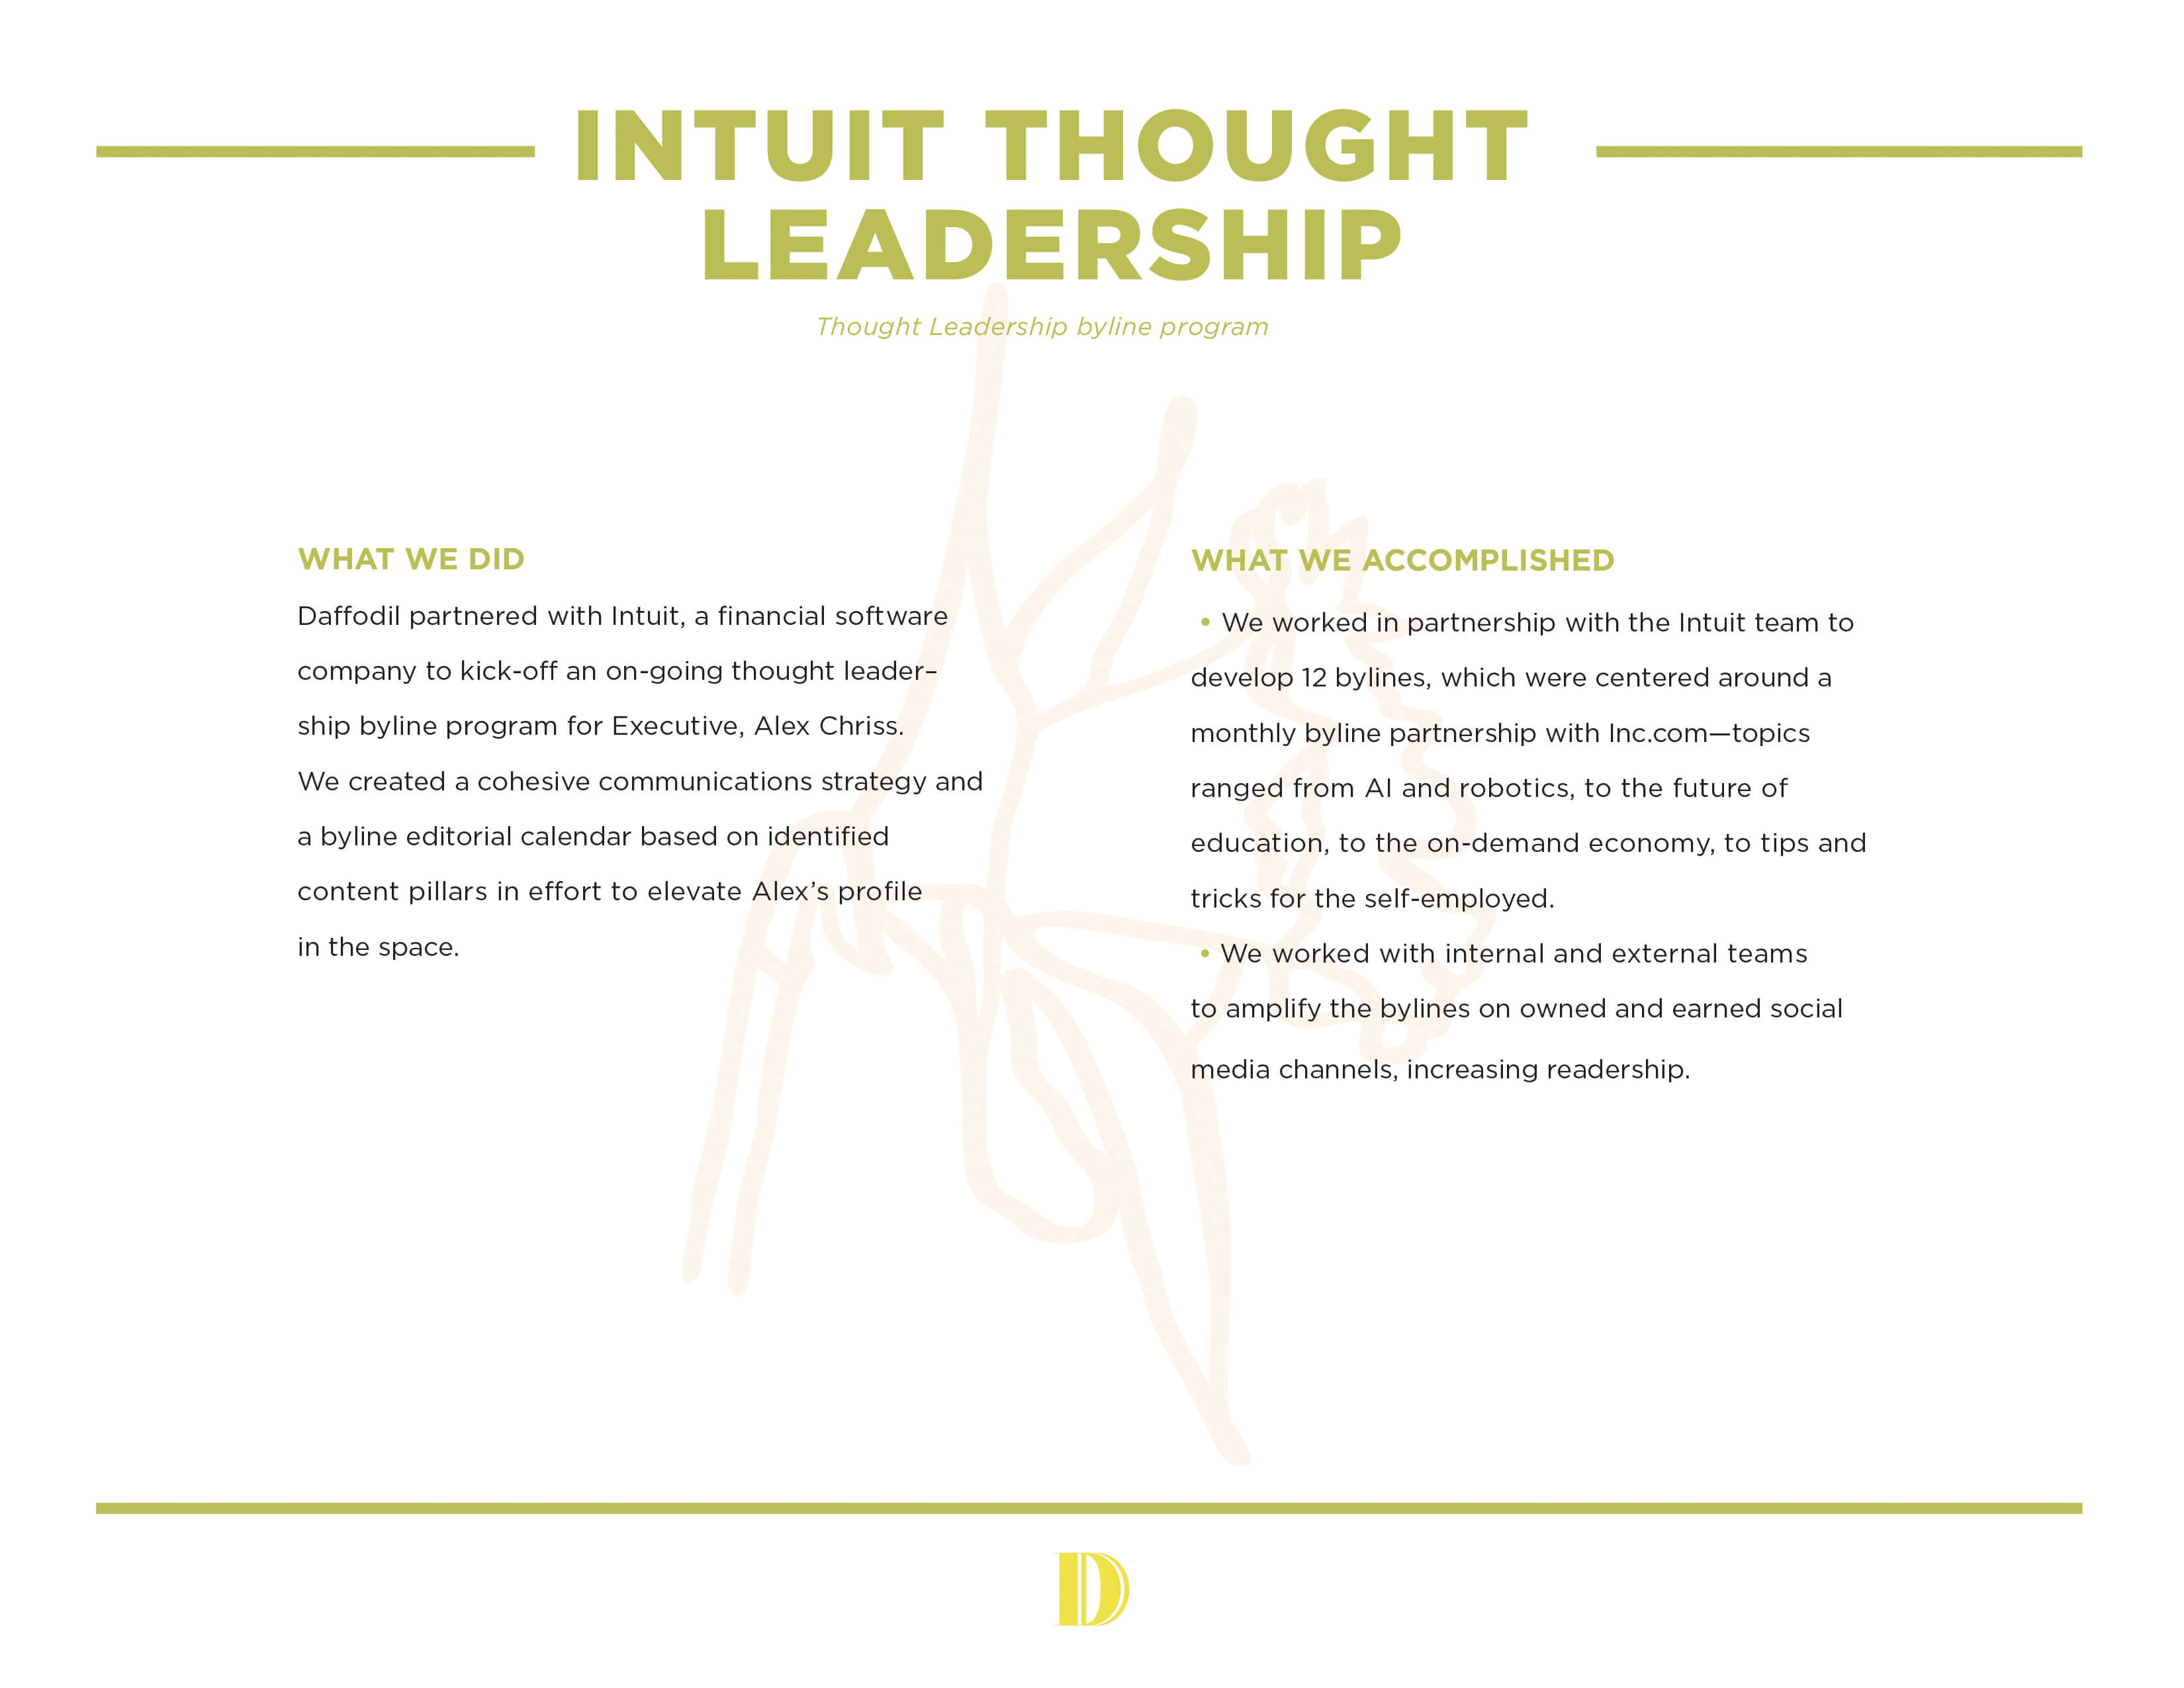 INTUIT THOUGHT
LEADERSHIP
Thought Leadership byline program
WHAT WE DID
Daffodil partnered with Intuit, a financial software
company to kick-off an on-going thought leader–
ship byline program for Executive, Alex Chriss.
We created a cohesive communications strategy and
a byline editorial calendar based on identified
content pillars in effort to elevate Alex’s profile
in the space.
WHAT WE ACCOMPLISHED
• We worked in partnership with the Intuit team to
develop 12 bylines, which were centered around a
monthly byline partnership with Inc.com—topics
ranged from AI and robotics, to the future of
education, to the on-demand economy, to tips and
tricks for the self-employed.
• We worked with internal and external teams
to amplify the bylines on owned and earned social
media channels, increasing readership.
D